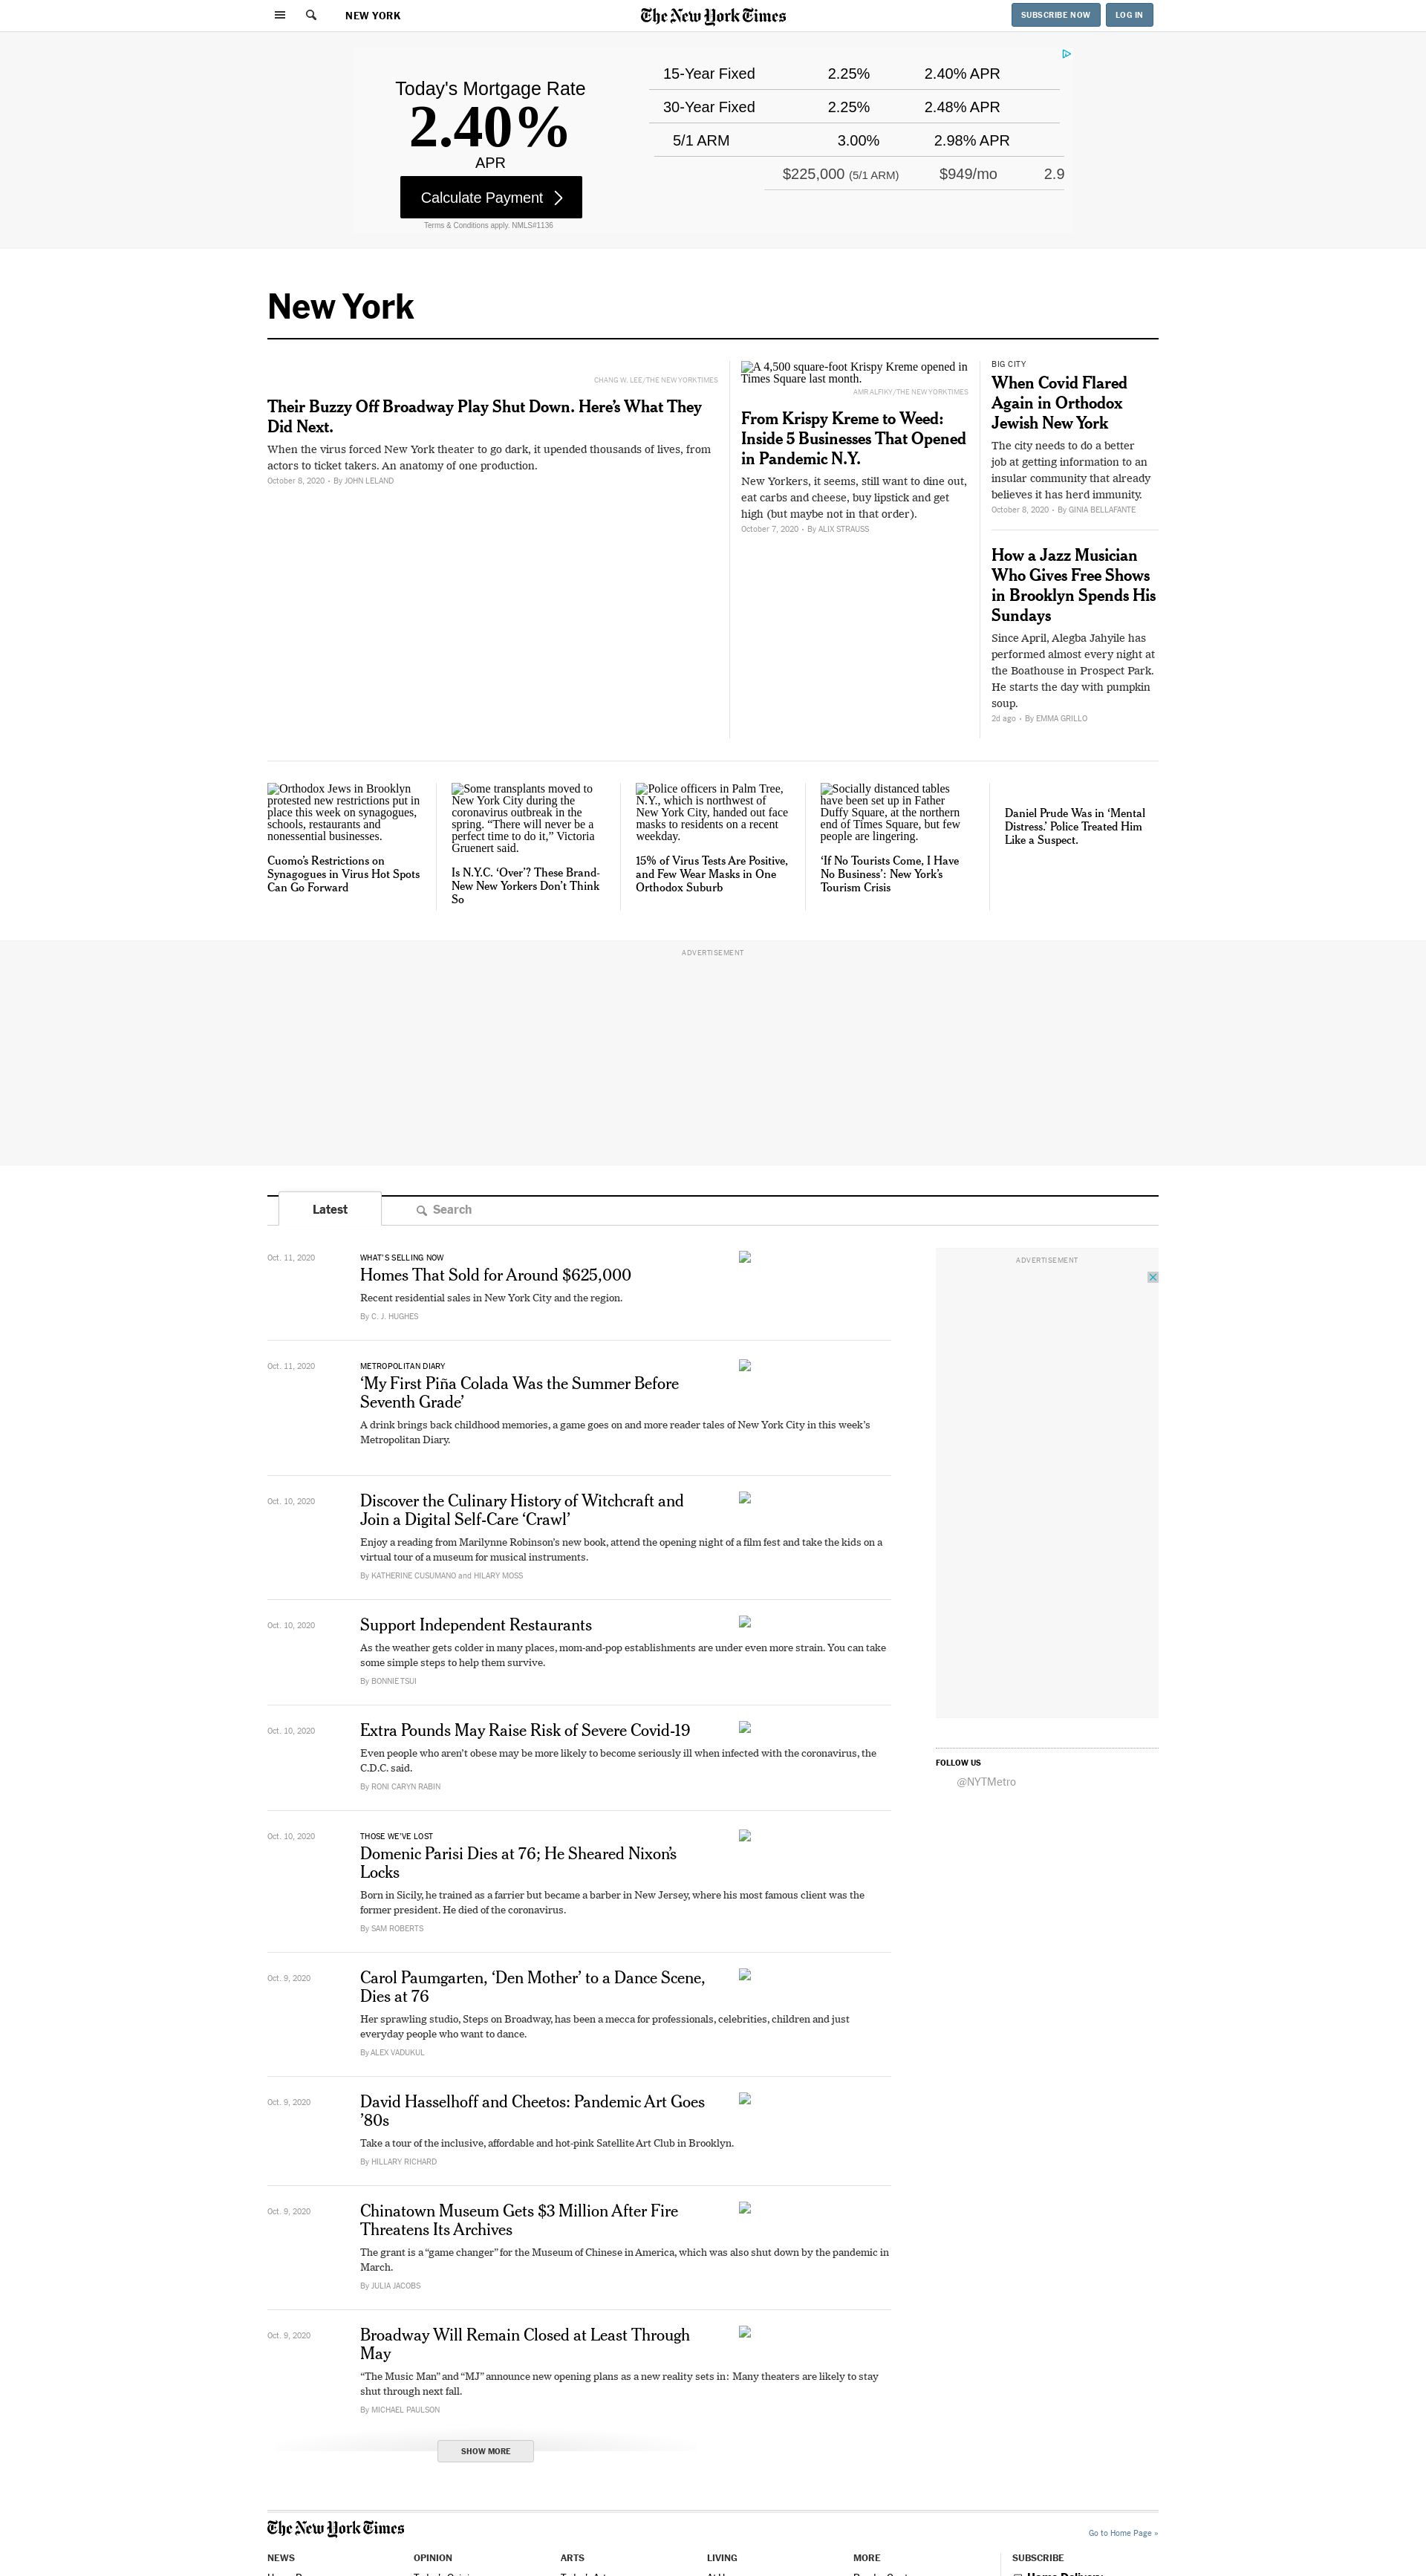 NEW YORK
The New York Times
SUBSCRIBE NOW
LOG IN
Today's Mortgage Rate
2.40%
APR
Calculate Payment
Terms & Conditions apply. NMLS#1136
15-Year Fixed 2.25% 2.40% APR
30-Year Fixed 2.25% 2.48% APR
5/1 ARM 3.00% 2.98% APR
$225,000 (5/1 ARM) $949/mo 2.9
New York
CHANG W. LEE/THE NEW YORK TIMES
Their Buzzy Off Broadway Play Shut Down. Here’s What They
Did Next.
When the virus forced New York theater to go dark, it upended thousands of lives, from
actors to ticket takers. An anatomy of one production.
October 8, 2020 • By JOHN LELAND
A 4,500 square-foot Krispy Kreme opened in
Times Square last month.
AMR ALFIKY/THE NEW YORK TIMES
From Krispy Kreme to Weed:
Inside 5 Businesses That Opened
in Pandemic N.Y.
New Yorkers, it seems, still want to dine out,
eat carbs and cheese, buy lipstick and get
high (but maybe not in that order).
October 7, 2020 • By ALIX STRAUSS
BIG CITY
When Covid Flared
Again in Orthodox
Jewish New York
The city needs to do a better
job at getting information to an
insular community that already
believes it has herd immunity.
October 8, 2020 • By GINIA BELLAFANTE
How a Jazz Musician
Who Gives Free Shows
in Brooklyn Spends His
Sundays
Since April, Alegba Jahyile has
performed almost every night at
the Boathouse in Prospect Park.
He starts the day with pumpkin
soup.
2d ago • By EMMA GRILLO
Orthodox Jews in Brooklyn
protested new restrictions put in
place this week on synagogues,
schools, restaurants and
nonessential businesses.
Cuomo’s Restrictions on
Synagogues in Virus Hot Spots
Can Go Forward
Some transplants moved to
New York City during the
coronavirus outbreak in the
spring. “There will never be a
perfect time to do it,” Victoria
Gruenert said.
Is N.Y.C. ‘Over’? These Brand-
New New Yorkers Don’t Think
So
Police officers in Palm Tree,
N.Y., which is northwest of
New York City, handed out face
masks to residents on a recent
weekday.
15% of Virus Tests Are Positive,
and Few Wear Masks in One
Orthodox Suburb
Socially distanced tables
have been set up in Father
Duffy Square, at the northern
end of Times Square, but few
people are lingering.
‘If No Tourists Come, I Have
No Business’: New York’s
Tourism Crisis
Daniel Prude Was in ‘Mental
Distress.’ Police Treated Him
Like a Suspect.
ADVERTISEMENT
Latest
Search
Oct. 11, 2020
WHAT’S SELLING NOW
Homes That Sold for Around $625,000
Recent residential sales in New York City and the region.
By C. J. HUGHES
Oct. 11, 2020
METROPOLITAN DIARY
‘My First Piña Colada Was the Summer Before
Seventh Grade’
A drink brings back childhood memories, a game goes on and more reader tales of New York City in this week’s
Metropolitan Diary.
Oct. 10, 2020
Discover the Culinary History of Witchcraft and
Join a Digital Self-Care ‘Crawl’
Enjoy a reading from Marilynne Robinson’s new book, attend the opening night of a film fest and take the kids on a
virtual tour of a museum for musical instruments.
By KATHERINE CUSUMANO and HILARY MOSS
Oct. 10, 2020
Support Independent Restaurants
As the weather gets colder in many places, mom-and-pop establishments are under even more strain. You can take
some simple steps to help them survive.
By BONNIE TSUI
Oct. 10, 2020
Extra Pounds May Raise Risk of Severe Covid-19
Even people who aren’t obese may be more likely to become seriously ill when infected with the coronavirus, the
C.D.C. said.
By RONI CARYN RABIN
Oct. 10, 2020
THOSE WE’VE LOST
Domenic Parisi Dies at 76; He Sheared Nixon’s
Locks
Born in Sicily, he trained as a farrier but became a barber in New Jersey, where his most famous client was the
former president. He died of the coronavirus.
By SAM ROBERTS
Oct. 9, 2020
Carol Paumgarten, ‘Den Mother’ to a Dance Scene,
Dies at 76
Her sprawling studio, Steps on Broadway, has been a mecca for professionals, celebrities, children and just
everyday people who want to dance.
By ALEX VADUKUL
Oct. 9, 2020
David Hasselhoff and Cheetos: Pandemic Art Goes
’80s
Take a tour of the inclusive, affordable and hot-pink Satellite Art Club in Brooklyn.
By HILLARY RICHARD
Oct. 9, 2020
Chinatown Museum Gets $3 Million After Fire
Threatens Its Archives
The grant is a “game changer” for the Museum of Chinese in America, which was also shut down by the pandemic in
March.
By JULIA JACOBS
Oct. 9, 2020
Broadway Will Remain Closed at Least Through
May
“The Music Man” and “MJ” announce new opening plans as a new reality sets in: Many theaters are likely to stay
shut through next fall.
By MICHAEL PAULSON
SHOW MORE
ADVERTISEMENT
FOLLOW US
@NYTMetro
The New York Times
Go to Home Page »
NEWS
OPINION
ARTS
LIVING
MORE
SUBSCRIBE